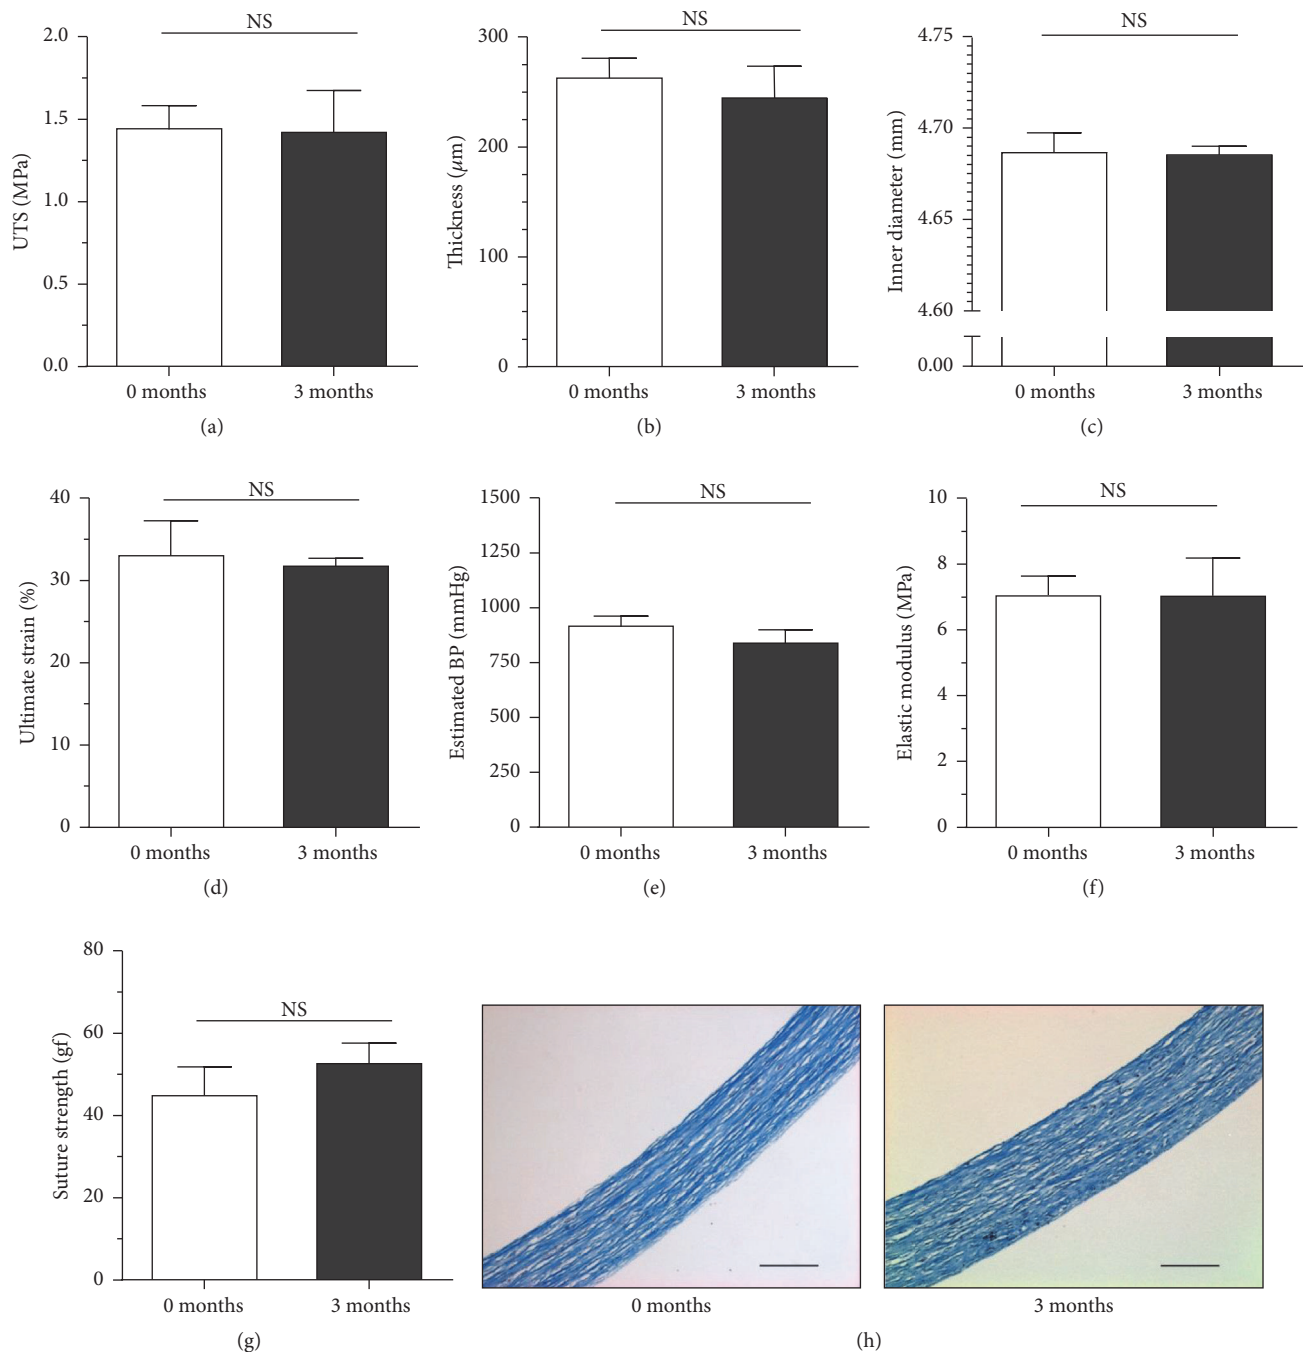 NS
2.0
1.5
1.0
0.5
0.0
UTS (MPa)
0 months
3 months
(a)
NS
300
200
100
0
Thickness (μm)
0 months
3 months
(b)
NS
4.75
4.70
4.65
4.60
0.00
Inner diameter (mm)
0 months
3 months
(c)
NS
40
30
20
10
0
Ultimate strain (%)
0 months
3 months
(d)
NS
1500
1250
1000
750
500
250
0
Estimated BP (mmHg)
0 months
3 months
(e)
NS
10
8
6
4
2
0
Elastic modulus (MPa)
0 months
3 months
(f)
NS
80
60
40
20
0
Suture strength (gf)
0 months
3 months
(g)
0 months
3 months
(h)